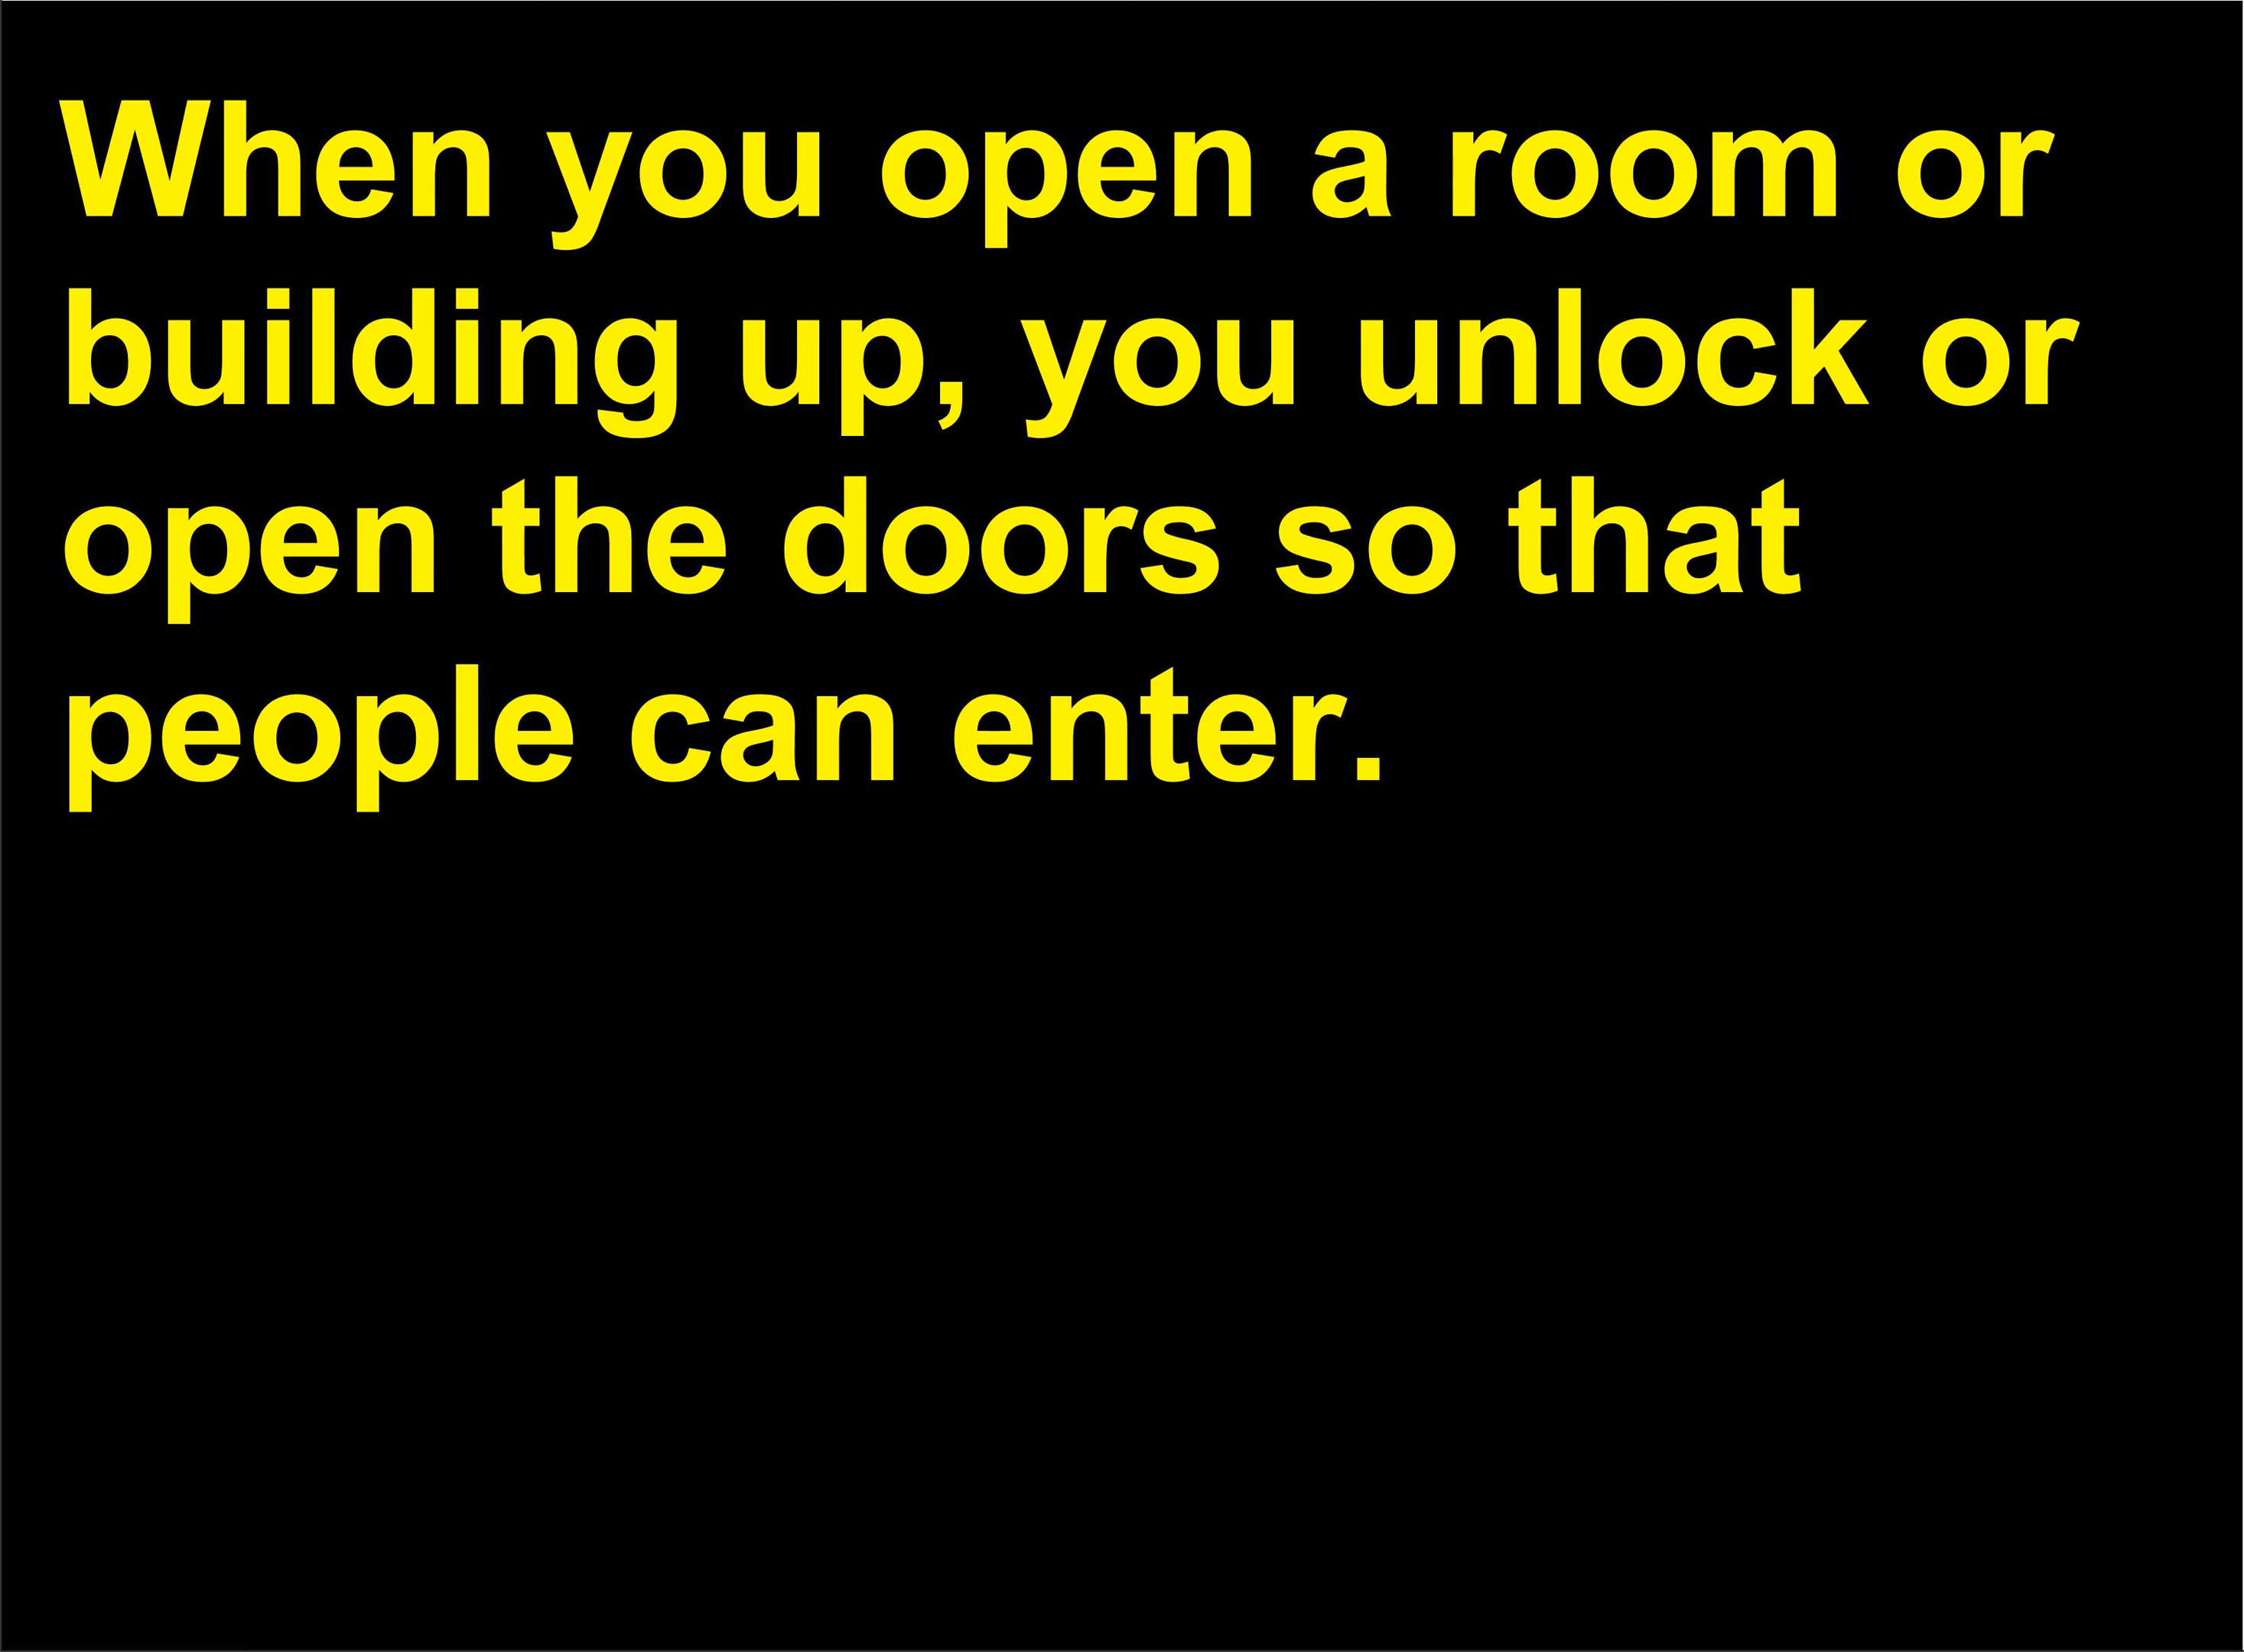 When you open a room or
building up, you unlock or
open the doors so that
people can enter.